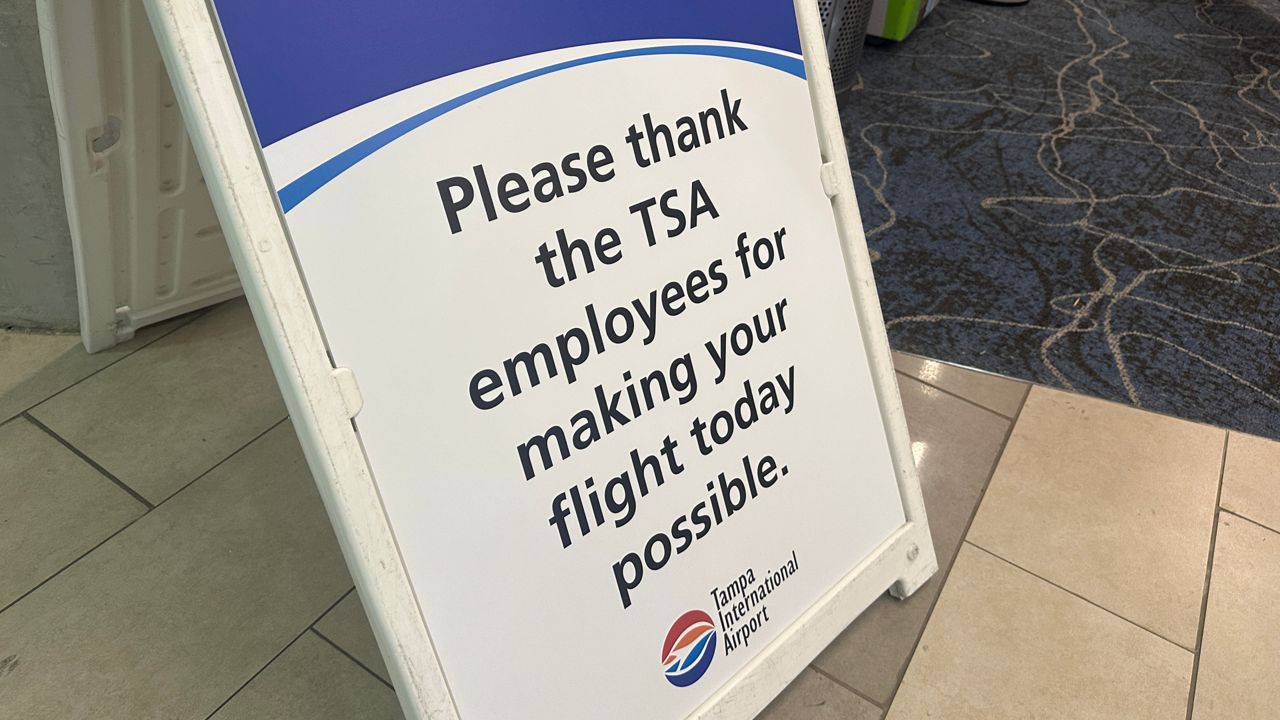 Please thank
the TSA
employees for
making your
flight today
possible.
Tampa
International
Airport